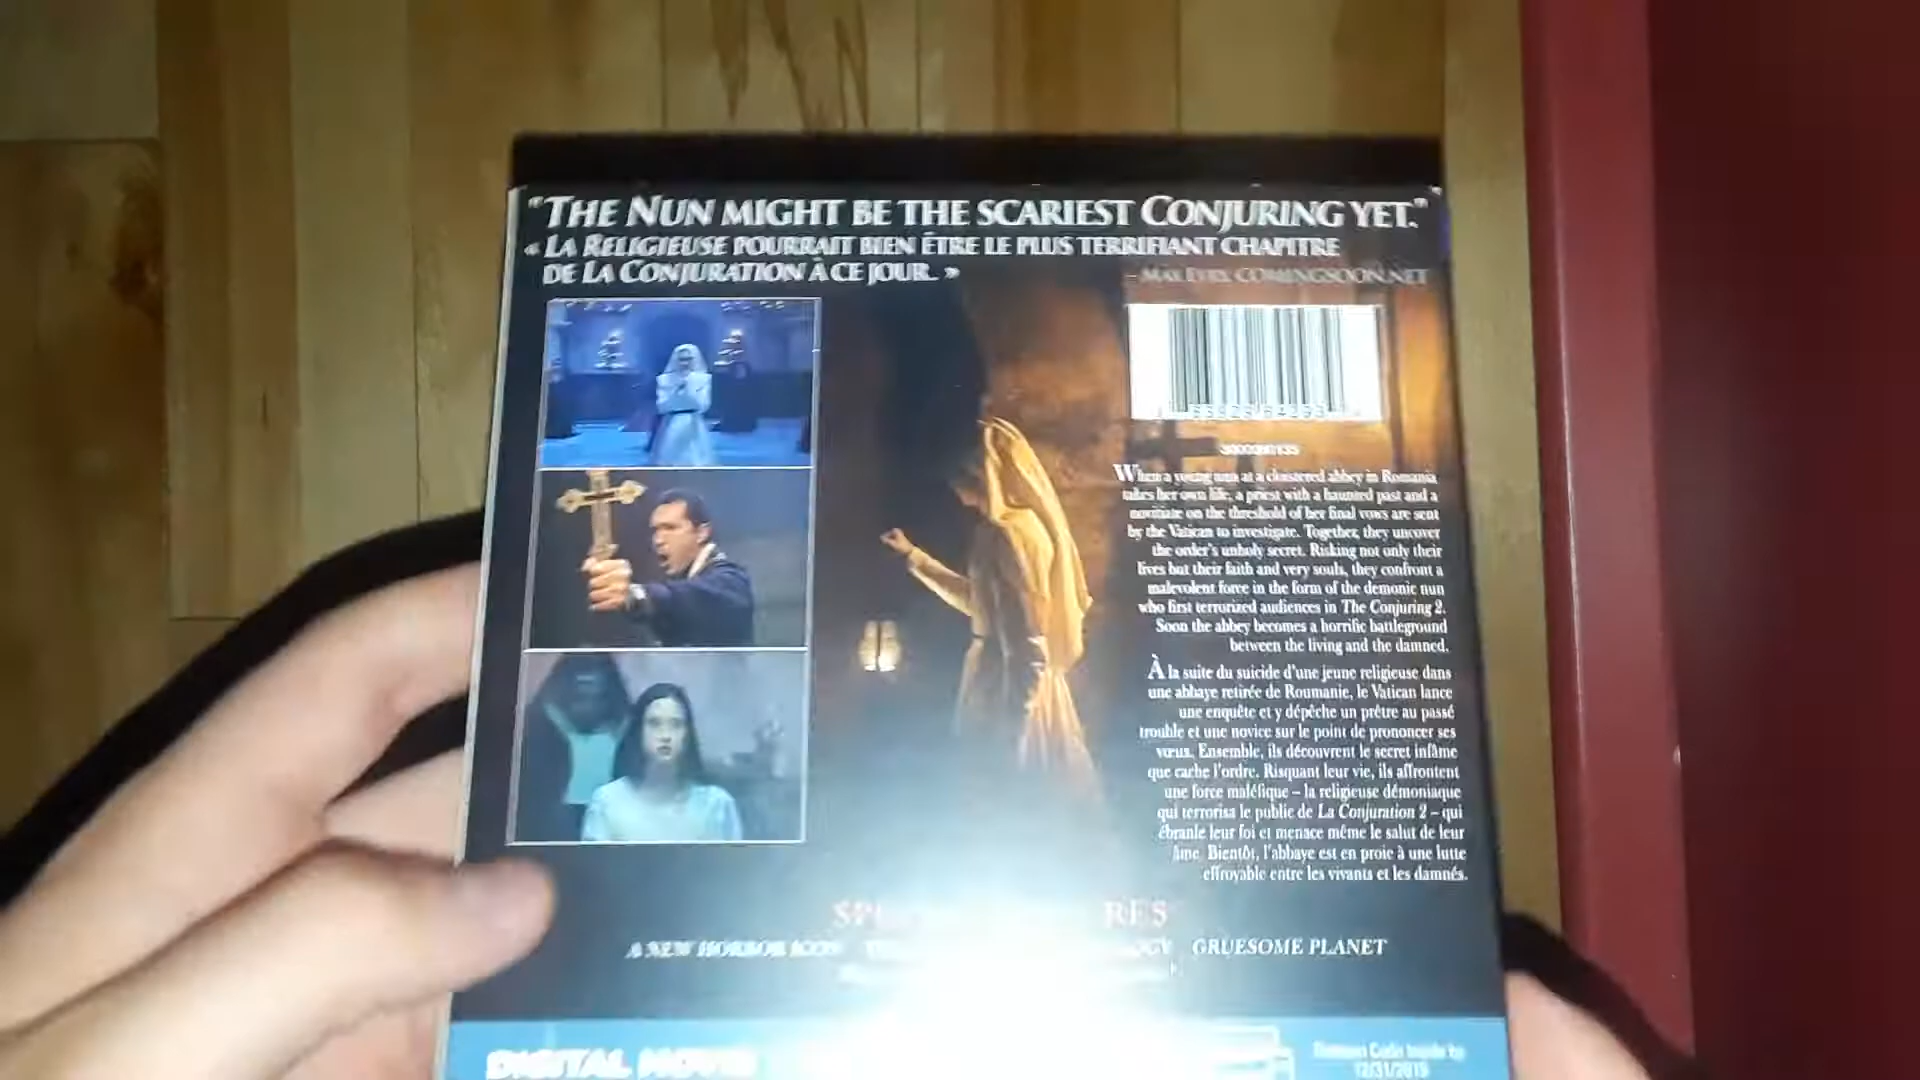 "THE NUN MIGHT BE THE SCARIEST CONJURING YET."
« LA RELIGIEUSE POURRAIT BIEN ÊTRE LE PLUS TERRIFIANT CHAPITRE
DE LA CONJURATION À CE JOUR. »
COMINGSOON.NET
When a young nun at a cloistered abbey in Romania
takes her own life, a priest with a haunted past and a
novitiate on the threshold of her final vows are sent
by the Vatican to investigate. Together, they uncover
the order's unholy secret. Risking not only their
lives but their faith and very souls, they confront a
malevolent force in the form of the demonic nun
who first terrorized audiences in The Conjuring 2.
Soon the abbey becomes a horrific battleground
between the living and the damned.
À la suite du suicide d'une jeune religieuse dans
une abbaye retirée de Roumanie, le Vatican lance
une enquête et y dépêche un prêtre au passé
trouble et une novice sur le point de prononcer ses
vœux. Ensemble, ils découvrent le secret infâme
que cache l'ordre. Risquant leur vie, ils affrontent
une force maléfique – la religieuse démoniaque
qui terrorisa le public de La Conjuration 2 – qui
ébranle leur foi et menace même le salut de leur
âme. Bientôt, l'abbaye est en proie à une lutte
effroyable entre les vivants et les damnés.
A NEW HORROR ICON GRUESOME PLANET
DIGITAL MOVIE